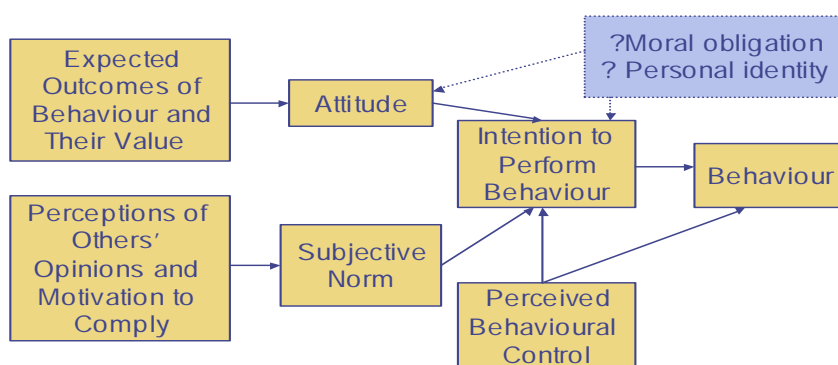 Expected
Outcomes of
Behaviour and
Their Value
Attitude
?Moral obligation
? Personal identity
Intention to
Perform
Behaviour
Behaviour
Perceptions of
Others’
Opinions and
Motivation to
Comply
Subjective
Norm
Perceived
Behavioural
Control